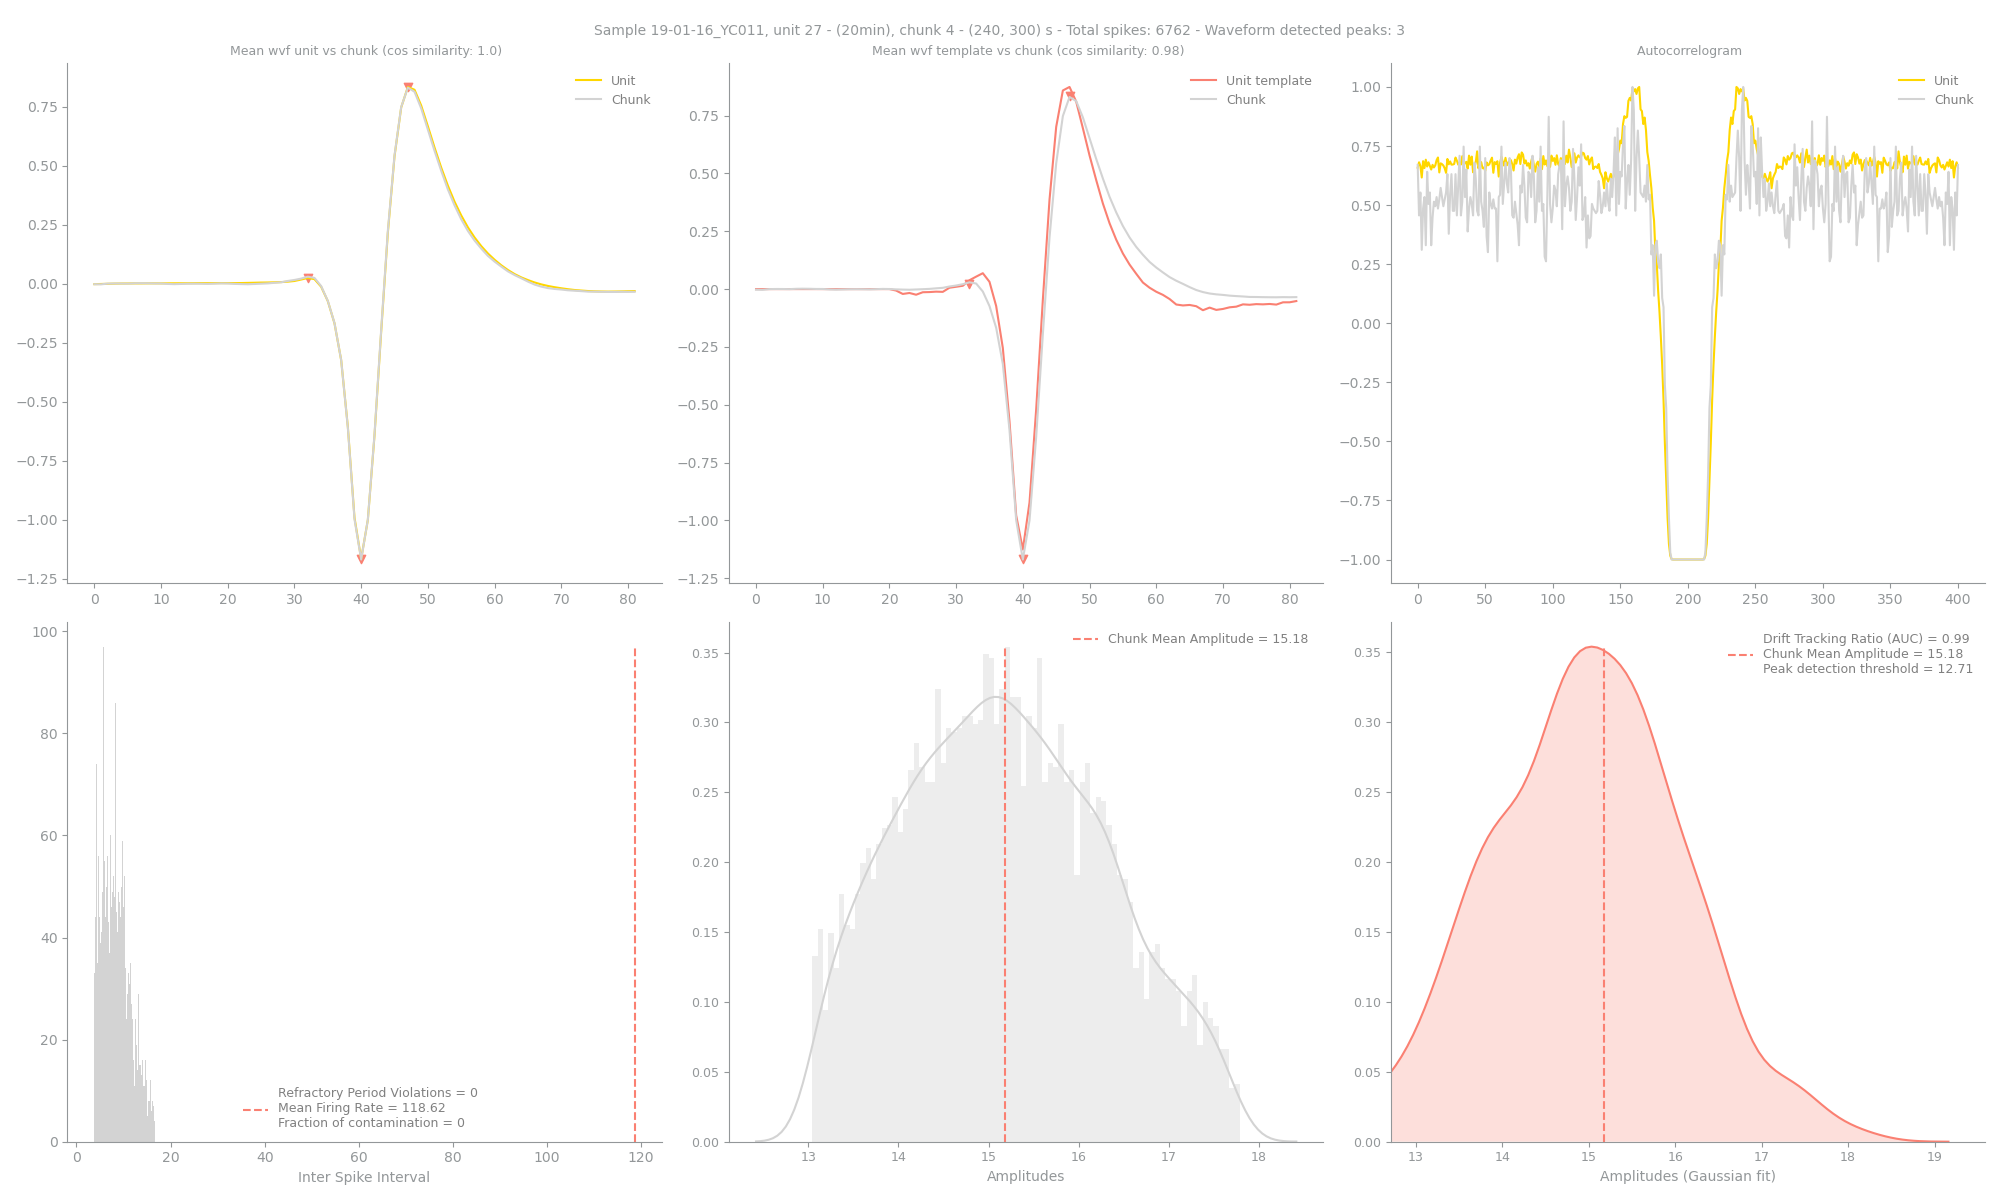 Sample 19-01-16_YC011, unit 27 - (20min), chunk 4 - (240, 300) s - Total spikes: 6762 - Waveform detected peaks: 3
Mean wvf unit vs chunk (cos similarity: 1.0)
Unit
Chunk
0.75
0.50
0.25
0.00
−0.25
−0.50
−0.75
−1.00
−1.25
0 10 20 30 40 50 60 70 80
Mean wvf template vs chunk (cos similarity: 0.98)
Unit template
Chunk
0.75
0.50
0.25
0.00
−0.25
−0.50
−0.75
−1.00
−1.25
0 10 20 30 40 50 60 70 80
Autocorrelogram
Unit
Chunk
1.00
0.75
0.50
0.25
0.00
−0.25
−0.50
−0.75
−1.00
0 50 100 150 200 250 300 350 400
100
80
60
40
20
0
Refractory Period Violations = 0
Mean Firing Rate = 118.62
Fraction of contamination = 0
0 20 40 60 80 100 120
Inter Spike Interval
Chunk Mean Amplitude = 15.18
0.35
0.30
0.25
0.20
0.15
0.10
0.05
0.00
13 14 15 16 17 18
Amplitudes
Drift Tracking Ratio (AUC) = 0.99
Chunk Mean Amplitude = 15.18
Peak detection threshold = 12.71
0.35
0.30
0.25
0.20
0.15
0.10
0.05
0.00
13 14 15 16 17 18 19
Amplitudes (Gaussian fit)